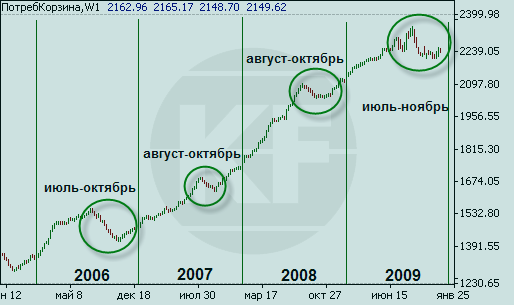 ПотребКорзина,W1 2162.96 2165.17 2148.70 2149.62
2399.98
2239.05
2097.80
1956.55
1815.30
1674.05
1532.80
1391.55
1230.65
август-октябрь
июль-ноябрь
август-октябрь
июль-октябрь
KF
2006 2007 2008 2009
н 12 май 8 дек 18 июл 30 мар 17 окт 27 июн 15 янв 25